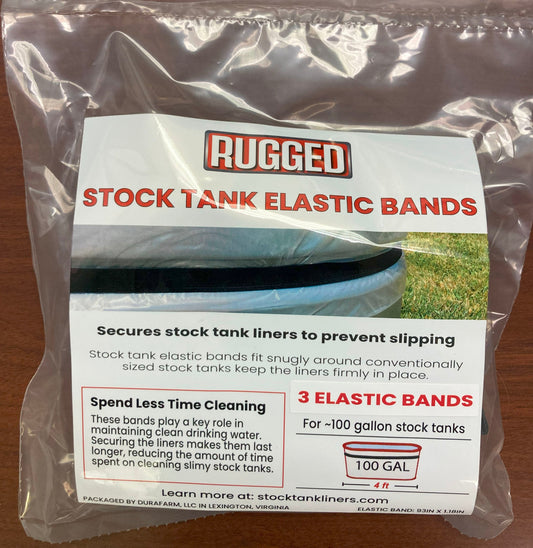 RUGGED
STOCK TANK ELASTIC BANDS
Secures stock tank liners to prevent slipping
Stock tank elastic bands fit snugly around conventionally
sized stock tanks keep the liners firmly in place.
Spend Less Time Cleaning
These bands play a key role in
maintaining clean drinking water.
Securing the liners makes them last
longer, reducing the amount of time
spent on cleaning slimy stock tanks.
3 ELASTIC BANDS
For ~100 gallon stock tanks
100 GAL
4 ft
Learn more at: stocktankliners.com
PACKAGED BY DURAFARM, LLC IN LEXINGTON, VIRGINIA
ELASTIC BAND: 93IN X 1.18IN